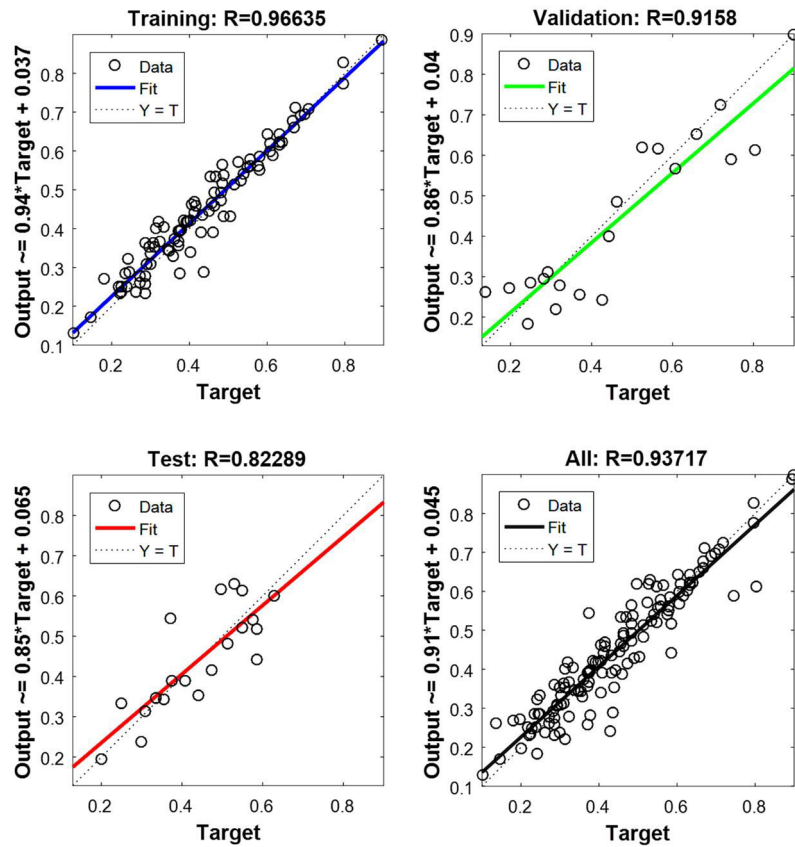 Training: R=0.96635
Output ~= 0.94*Target + 0.037
0.9
0.8
0.7
0.6
0.5
0.4
0.3
0.2
0.1
Data
Fit
Y = T
0.2
0.4
0.6
0.8
Target
Validation: R=0.9158
Output ~= 0.86*Target + 0.04
0.9
0.8
0.7
0.6
0.5
0.4
0.3
0.2
Data
Fit
Y = T
0.2
0.4
0.6
0.8
Target
Test: R=0.82289
Output ~= 0.85*Target + 0.065
0.9
0.8
0.7
0.6
0.5
0.4
0.3
0.2
Data
Fit
Y = T
0.2
0.4
0.6
0.8
Target
All: R=0.93717
Output ~= 0.91*Target + 0.045
0.9
0.8
0.7
0.6
0.5
0.4
0.3
0.2
0.1
Data
Fit
Y = T
0.2
0.4
0.6
0.8
Target